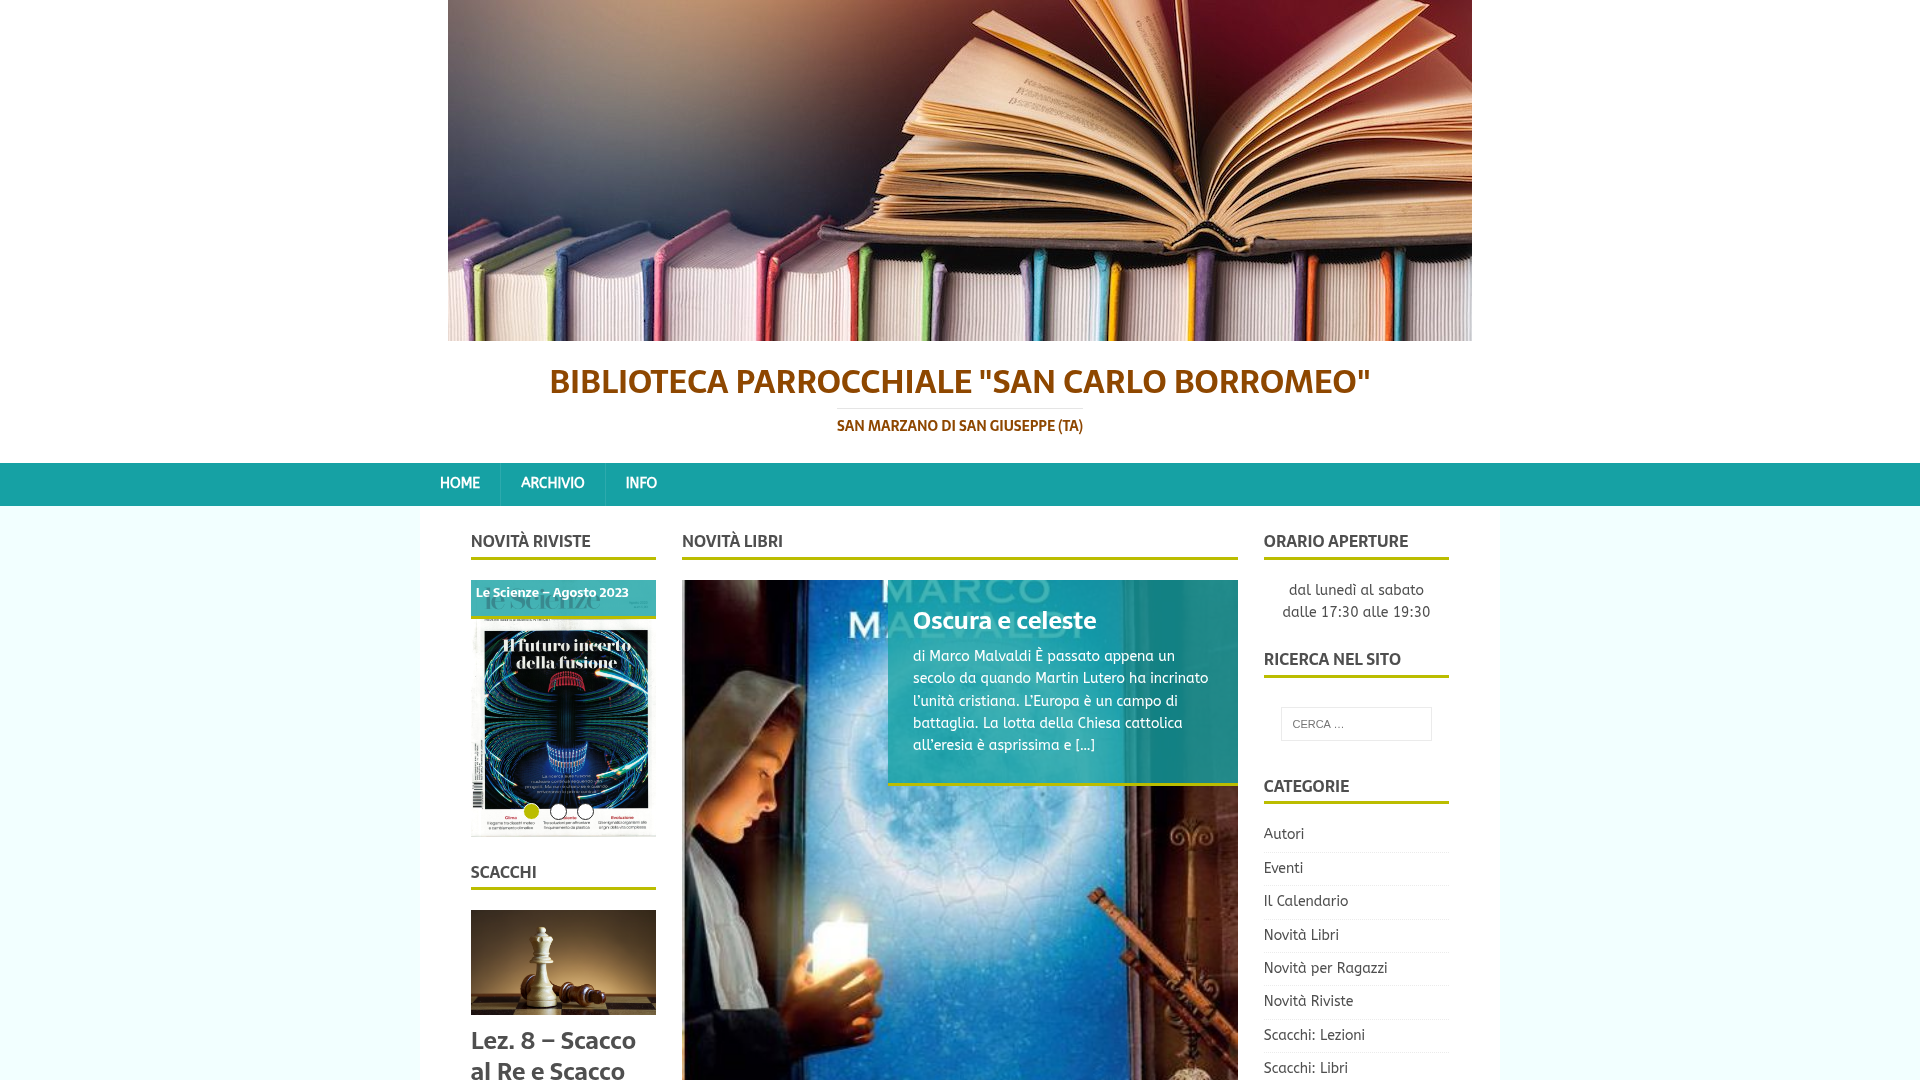 BIBLIOTECA PARROCCHIALE "SAN CARLO BORROMEO"
SAN MARZANO DI SAN GIUSEPPE (TA)
HOME
ARCHIVIO
INFO
NOVITÀ RIVISTE
Le Scienze – Agosto 2023
le Scienze
Il futuro incerto
della fusione
SCACCHI
Lez. 8 – Scacco
al Re e Scacco
NOVITÀ LIBRI
MARCO
MALVALDI
Oscura e celeste
di Marco Malvaldi È passato appena un
secolo da quando Martin Lutero ha incrinato
l’unità cristiana. L’Europa è un campo di
battaglia. La lotta della Chiesa cattolica
all’eresia è asprissima e [...]
ORARIO APERTURE
dal lunedì al sabato
dalle 17:30 alle 19:30
RICERCA NEL SITO
CERCA …
CATEGORIE
Autori
Eventi
Il Calendario
Novità Libri
Novità per Ragazzi
Novità Riviste
Scacchi: Lezioni
Scacchi: Libri